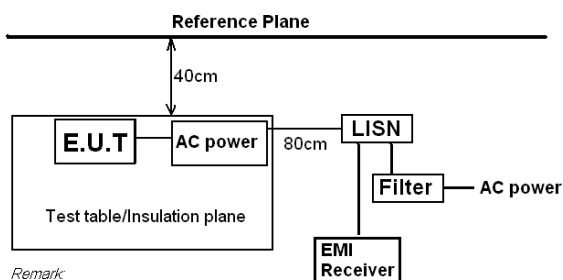 Reference Plane
40cm
E.U.T
AC power
80cm
LISN
Filter
AC power
Test table/Insulation plane
EMI
Receiver
Remark: